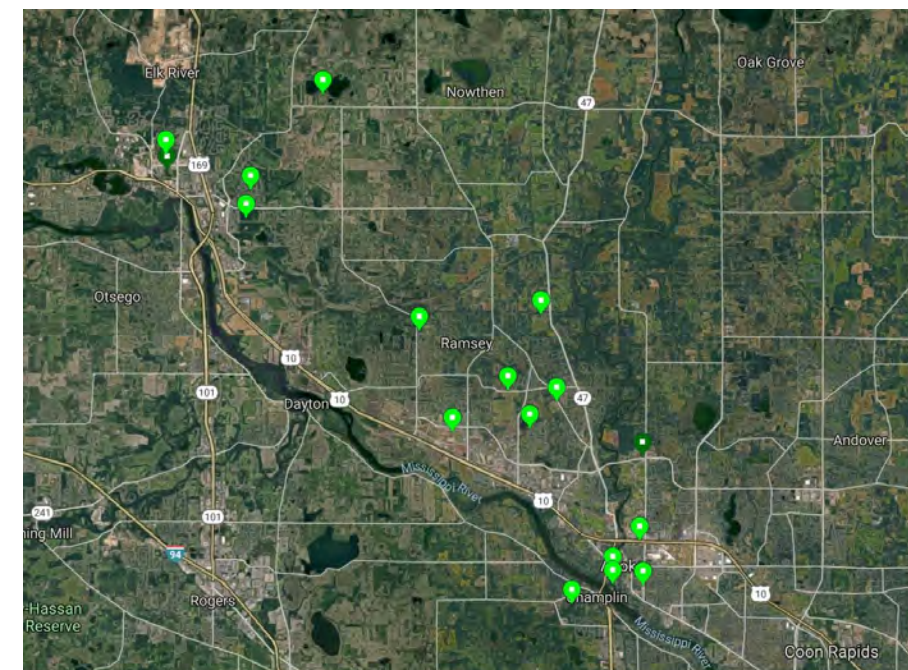 Oak Grove
Elk River
Nowthen
47
169
Otsego
Ramsey
10
101
10
Dayton
47
Andover
Mississippi River
10
241
101
ning Mill
94
Rogers
Champlin
10
-Hassan
Reserve
Mississippi River
Coon Rapids